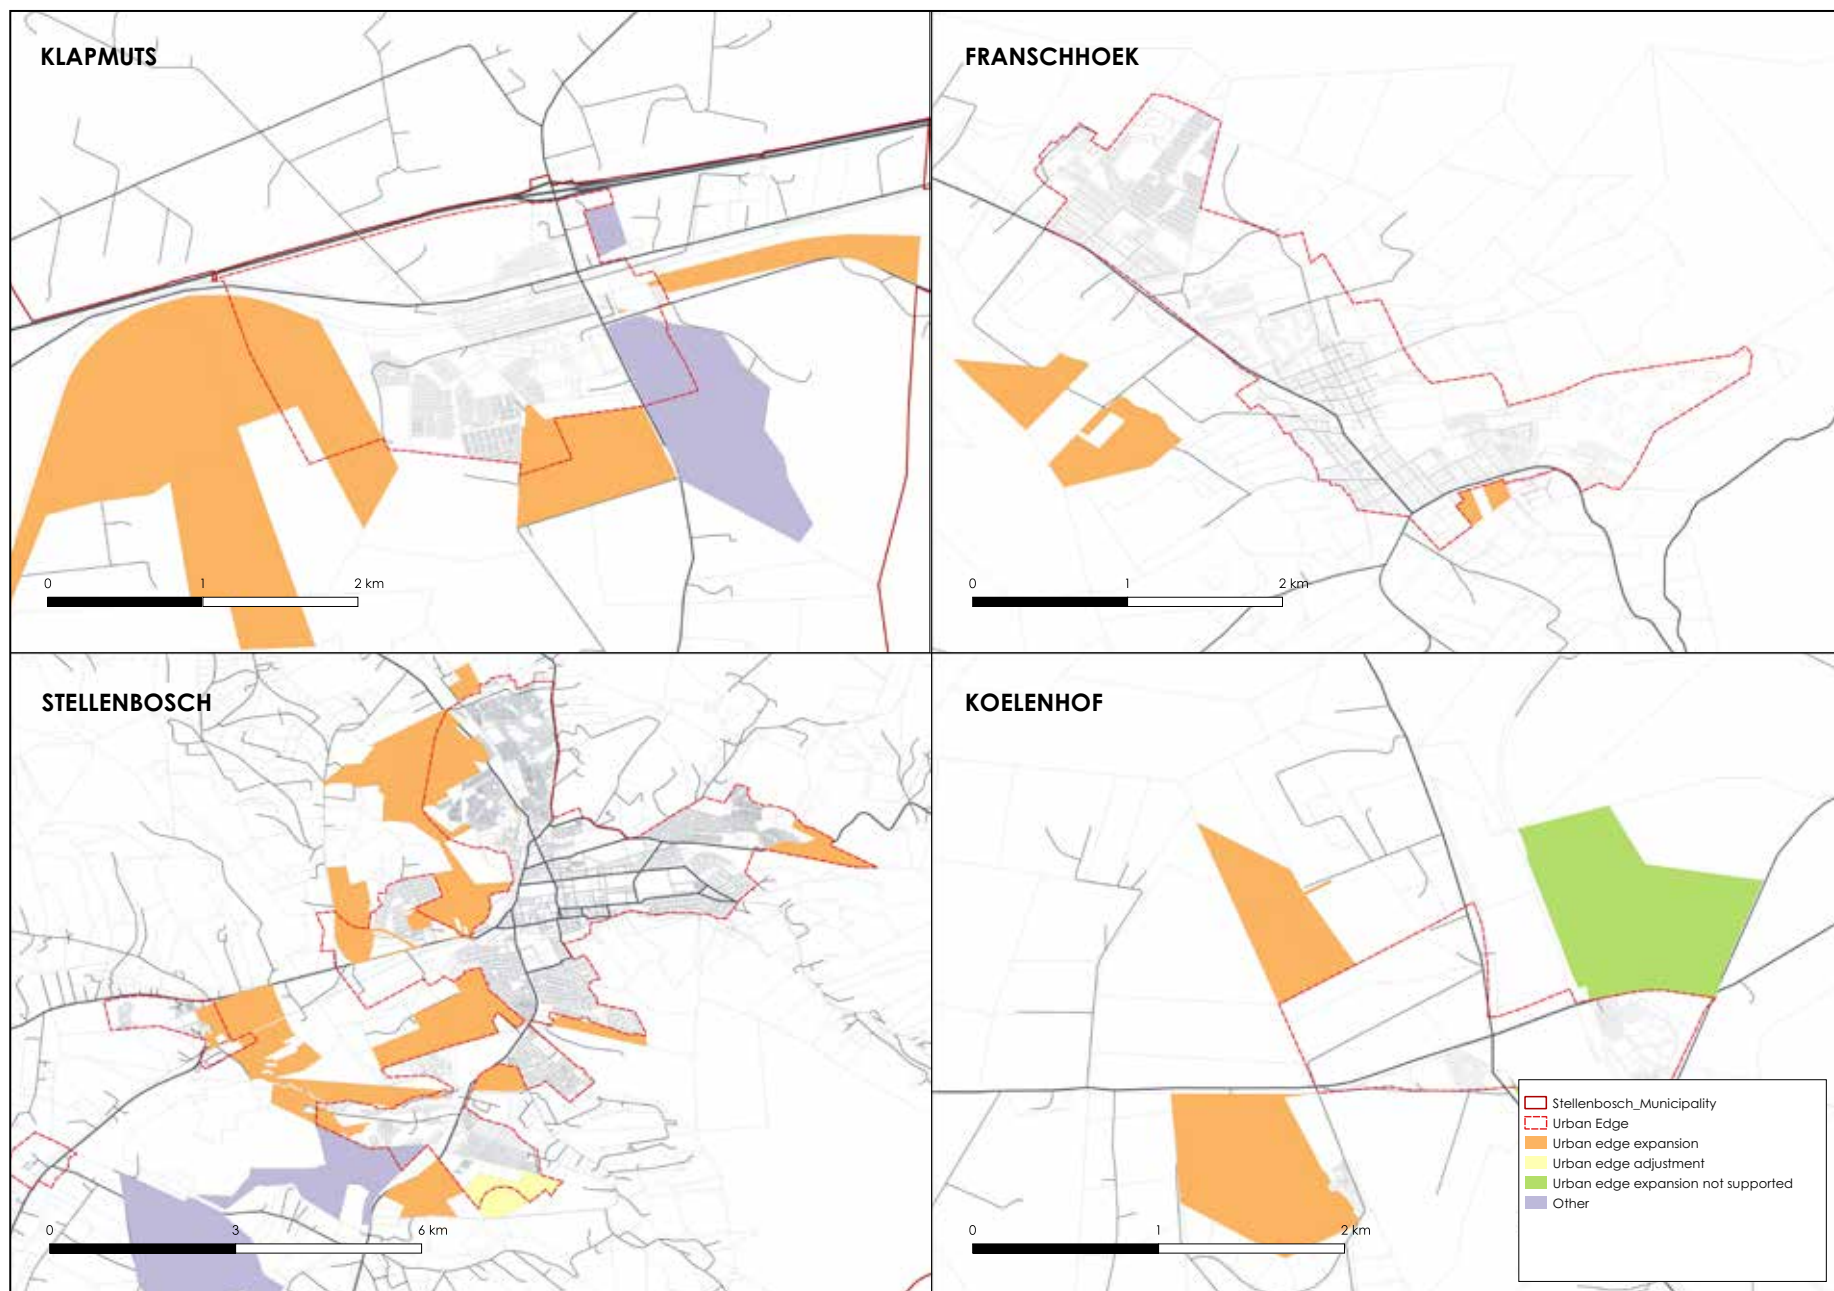 KLAPMUTS
0 1 2 km
FRANSCHHOEK
0 1 2 km
STELLENBOSCH
0 3 6 km
KOELENHOF
0 1 2 km
Stellenbosch_Municipality
Urban Edge
Urban edge expansion
Urban edge adjustment
Urban edge expansion not supported
Other